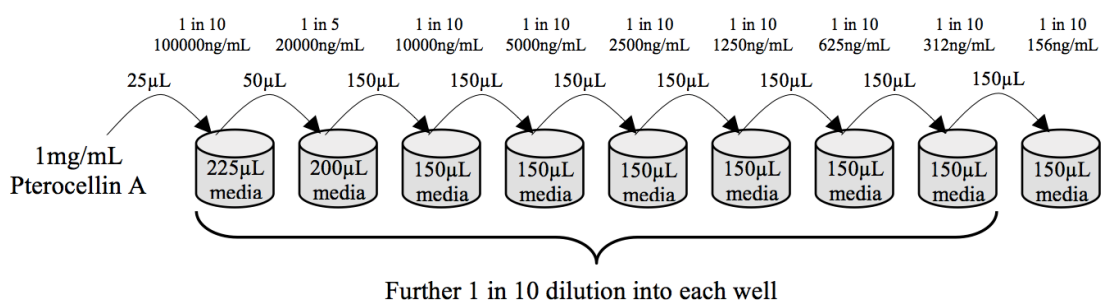 1 in 10 1 in 5 1 in 10 1 in 10 1 in 10 1 in 10 1 in 10 1 in 10 1 in 10
100000ng/mL 20000ng/mL 10000ng/mL 5000ng/mL 2500ng/mL 1250ng/mL 625ng/mL 312ng/mL 156ng/mL
25µL 50µL 150µL 150µL 150µL 150µL 150µL 150µL 150µL
1mg/mL
Pterocellin A
225µL 200µL 150µL 150µL 150µL 150µL 150µL 150µL 150µL
media media media media media media media media media
Further 1 in 10 dilution into each well